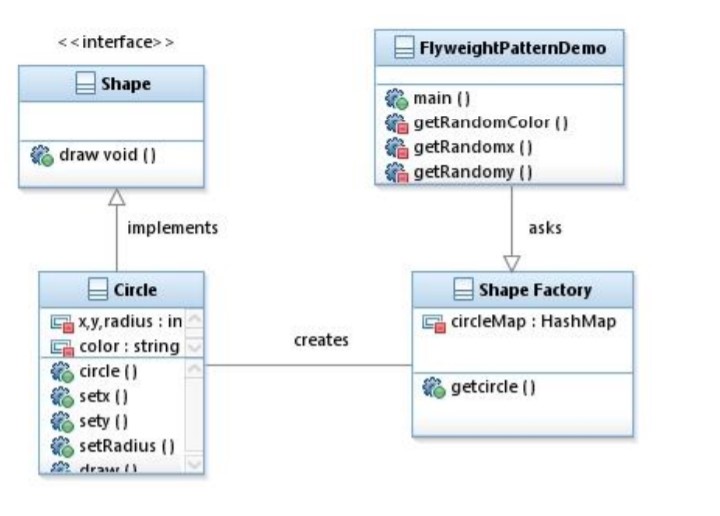 <<interface>>
Shape
draw void ()
implements
Circle
x,y,radius : in
color : string
circle ()
setx ()
sety ()
setRadius ()
draw ()
creates
FlyweightPatternDemo
main ()
getRandomColor ()
getRandomx ()
getRandomy ()
asks
Shape Factory
circleMap : HashMap
getcircle ()